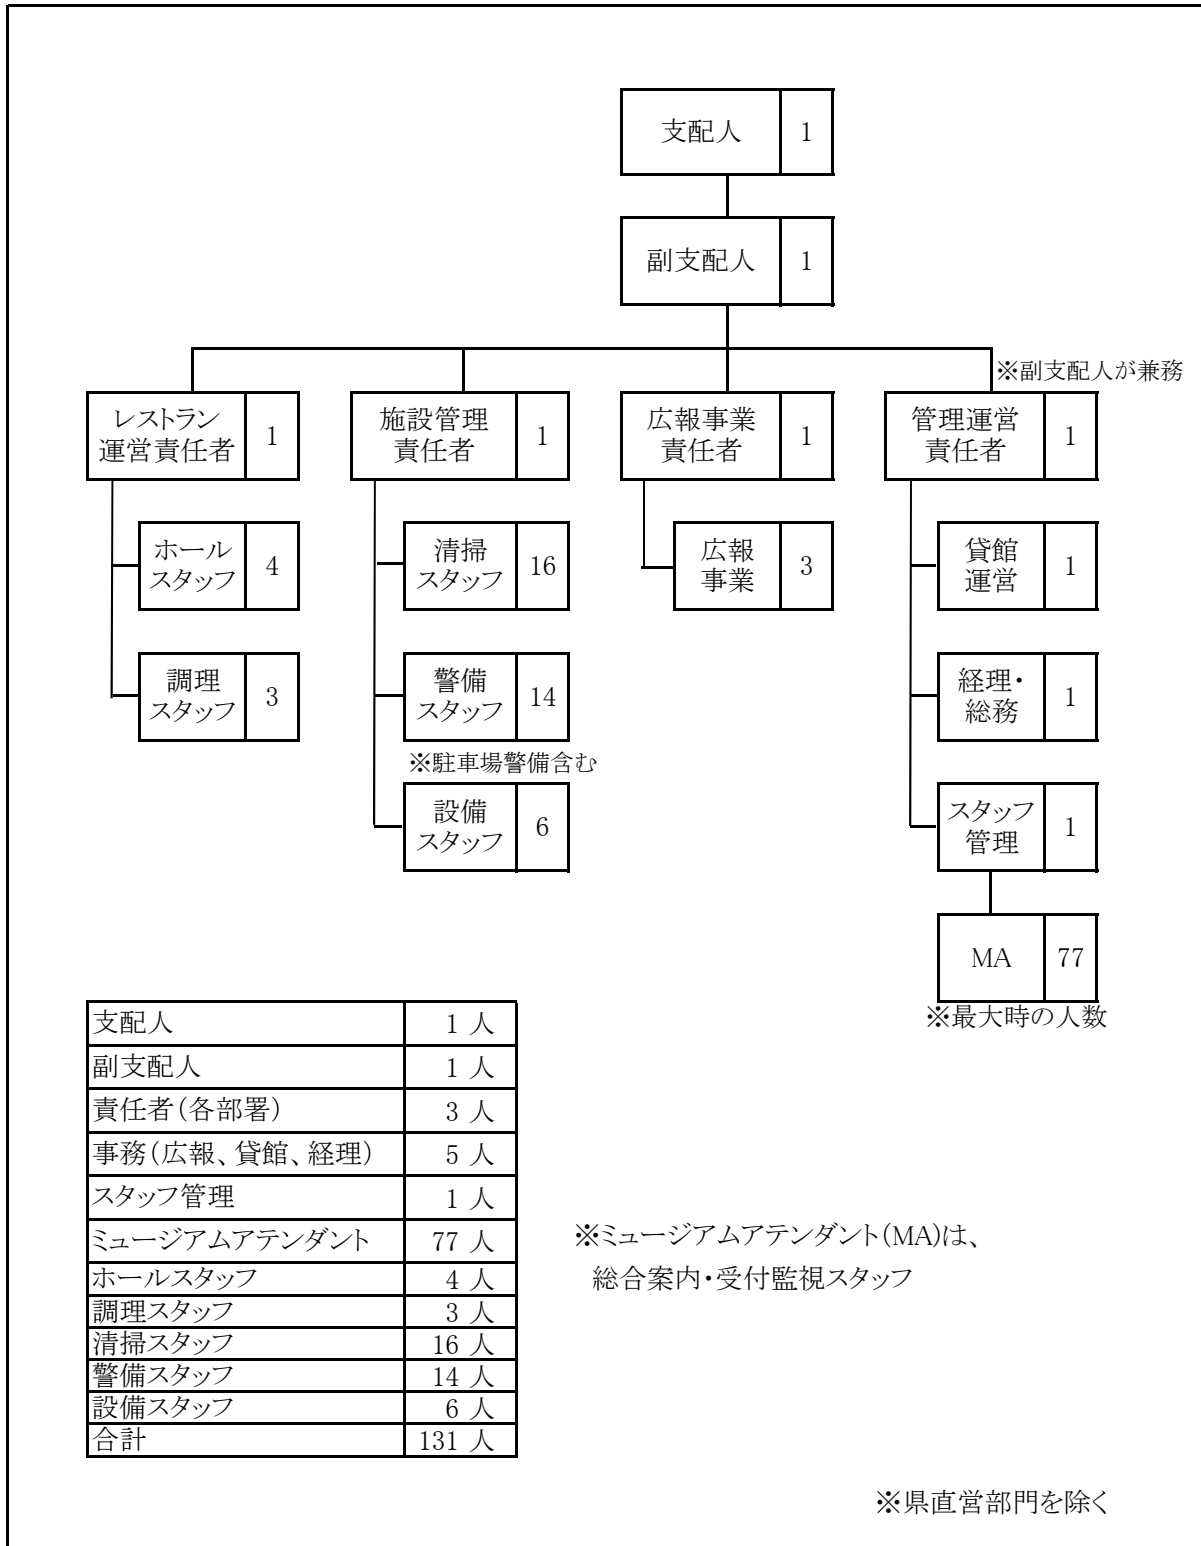 支配人 1
副支配人 1
※副支配人が兼務
レストラン
運営責任者 1
施設管理
責任者 1
広報事業
責任者 1
管理運営
責任者 1
ホール
スタッフ 4
清掃
スタッフ 16
広報
事業 3
貸館
運営 1
調理
スタッフ 3
警備
スタッフ 14
※駐車場警備含む
経理・
総務 1
設備
スタッフ 6
スタッフ
管理 1
MA 77
※最大時の人数
支配人 1 人
副支配人 1 人
責任者(各部署) 3 人
事務(広報、貸館、経理) 5 人
スタッフ管理 1 人
ミュージアムアテンダント 77 人
ホールスタッフ 4 人
調理スタッフ 3 人
清掃スタッフ 16 人
警備スタッフ 14 人
設備スタッフ 6 人
合計 131 人
※ミュージアムアテンダント(MA)は、
総合案内・受付監視スタッフ
※県直営部門を除く